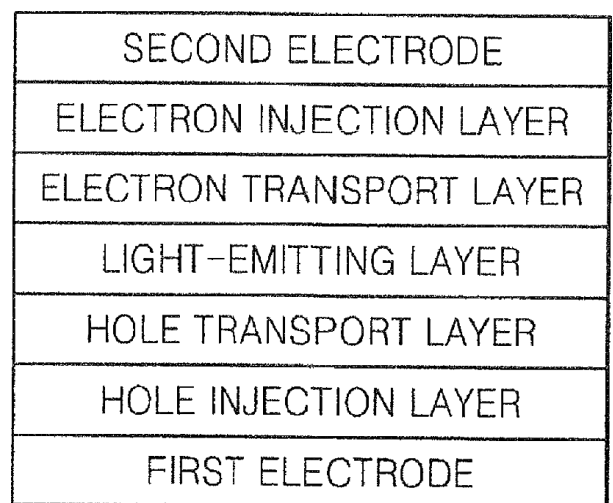 SECOND ELECTRODE
ELECTRON INJECTION LAYER
ELECTRON TRANSPORT LAYER
LIGHT-EMITTING LAYER
HOLE TRANSPORT LAYER
HOLE INJECTION LAYER
FIRST ELECTRODE